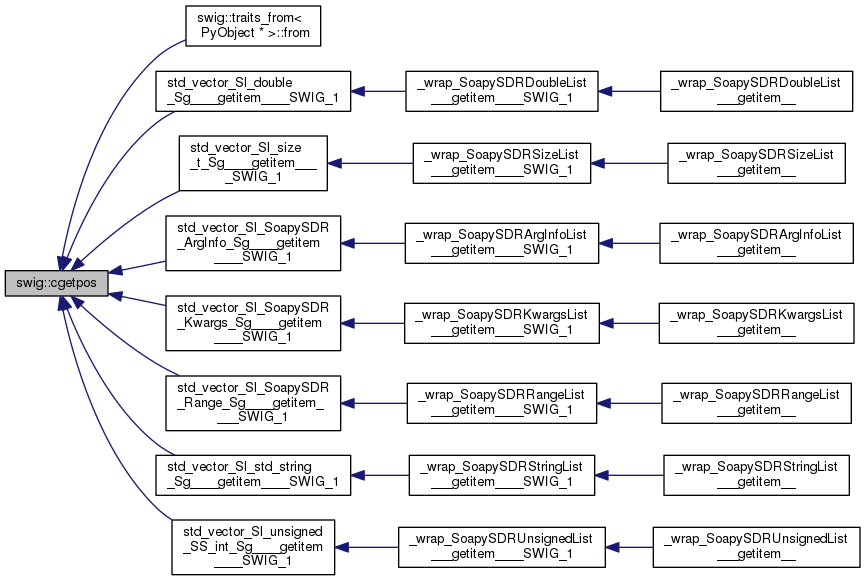 swig::traits_from<
PyObject * >::from
std_vector_Sl_double
_Sg____getitem____SWIG_1
_wrap_SoapySDRDoubleList
___getitem____SWIG_1
_wrap_SoapySDRDoubleList
___getitem__
std_vector_Sl_size
_t_Sg____getitem___
_SWIG_1
_wrap_SoapySDRSizeList
___getitem____SWIG_1
_wrap_SoapySDRSizeList
___getitem__
std_vector_Sl_SoapySDR
_ArgInfo_Sg____getitem
____SWIG_1
_wrap_SoapySDRArgInfoList
___getitem____SWIG_1
_wrap_SoapySDRArgInfoList
___getitem__
swig::cgetpos
std_vector_Sl_SoapySDR
_Kwargs_Sg____getitem
____SWIG_1
_wrap_SoapySDRKwargsList
___getitem____SWIG_1
_wrap_SoapySDRKwargsList
___getitem__
std_vector_Sl_SoapySDR
_Range_Sg____getitem_
___SWIG_1
_wrap_SoapySDRRangeList
___getitem____SWIG_1
_wrap_SoapySDRRangeList
___getitem__
std_vector_Sl_std_string
_Sg____getitem____SWIG_1
_wrap_SoapySDRStringList
___getitem____SWIG_1
_wrap_SoapySDRStringList
___getitem__
std_vector_Sl_unsigned
_SS_int_Sg____getitem
____SWIG_1
_wrap_SoapySDRUnsignedList
___getitem____SWIG_1
_wrap_SoapySDRUnsignedList
___getitem__